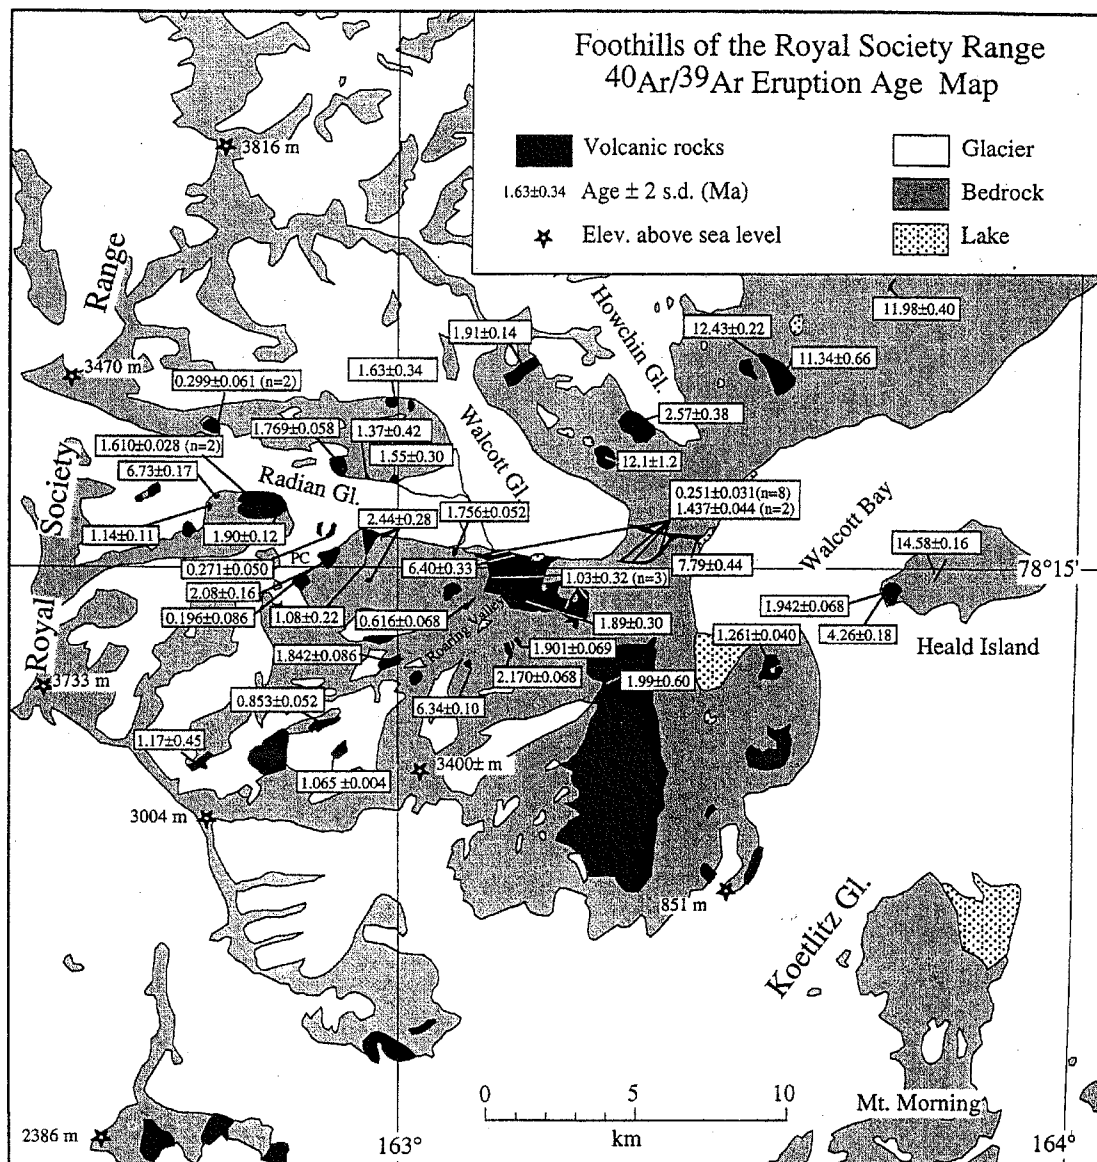 Foothills of the Royal Society Range
40Ar/39Ar Eruption Age Map
Volcanic rocks
Glacier
1.63±0.34 Age ± 2 s.d. (Ma)
Bedrock
Elev. above sea level
Lake
3816 m
Range
Howchin Gl.
11.98±0.40
1.91±0.14
12.43±0.22
11.34±0.66
3470 m
0.299±0.061 (n=2)
1.63±0.34
2.57±0.38
1.769±0.058
1.37±0.42
1.610±0.028 (n=2)
1.55±0.30
12.1±1.2
Walcott Gl.
6.73±0.17
Radian Gl.
Society
0.251±0.031(n=8)
1.437±0.044 (n=2)
Walcott Bay
1.756±0.052
2.44±0.28
1.14±0.11
1.90±0.12
14.58±0.16
PC
0.271±0.050
6.40±0.33
7.79±0.44
78°15'
1.03±0.32 (n=3)
2.08±0.16
1.942±0.068
0.196±0.086
1.08±0.22
0.616±0.068
1.89±0.30
4.26±0.18
Roaring Valley
1.261±0.040
Heald Island
Royal
1.842±0.086
1.901±0.069
2.170±0.068
1.99±0.60
3733 m
0.853±0.052
6.34±0.10
1.17±0.45
3400± m
1.065 ±0.004
3004 m
851 m
Koetlitz Gl.
0 5 10
km
Mt. Morning
2386 m
163°
164°